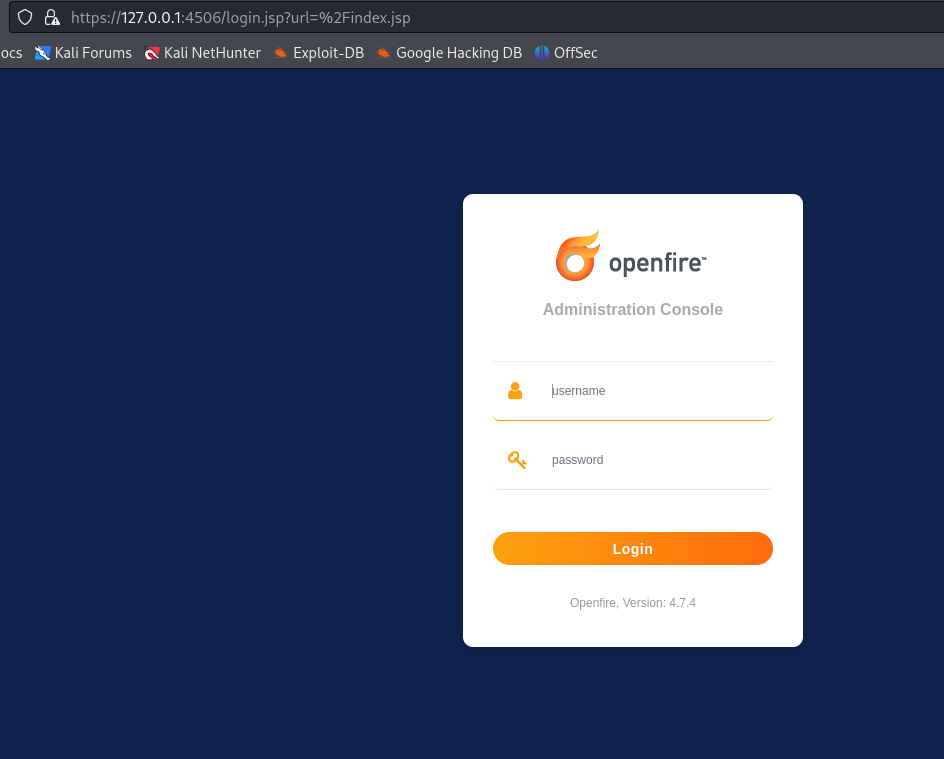 https://127.0.0.1:4506/login.jsp?url=%2Findex.jsp
ocs Kali Forums Kali NetHunter Exploit-DB Google Hacking DB OffSec
openfire™
Administration Console
username
password
Login
Openfire, Version: 4.7.4